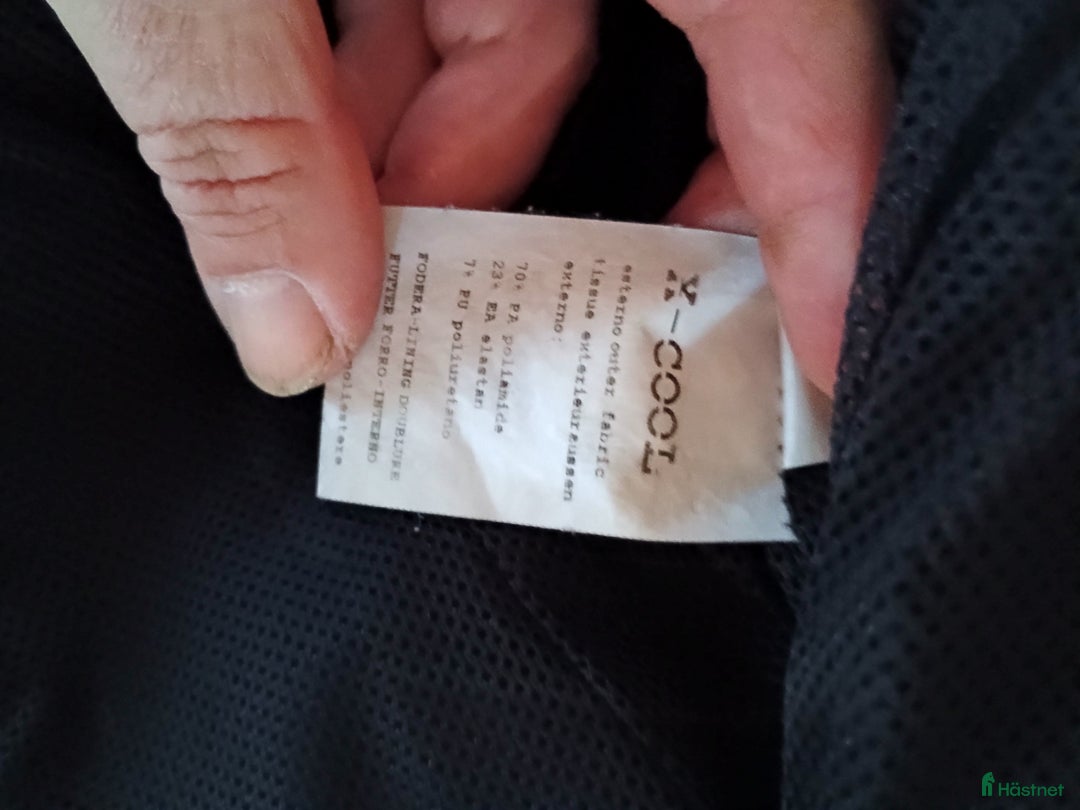 X-COOL
esterno outer fabric
tissue exterieuraussen
externo:
70% PA poliamide
23% EA elastan
7% PU poliuretano
FODERA-LINING DOUBLURE
FUTTER FORRO-INTERNO
poliestere
Hästnet